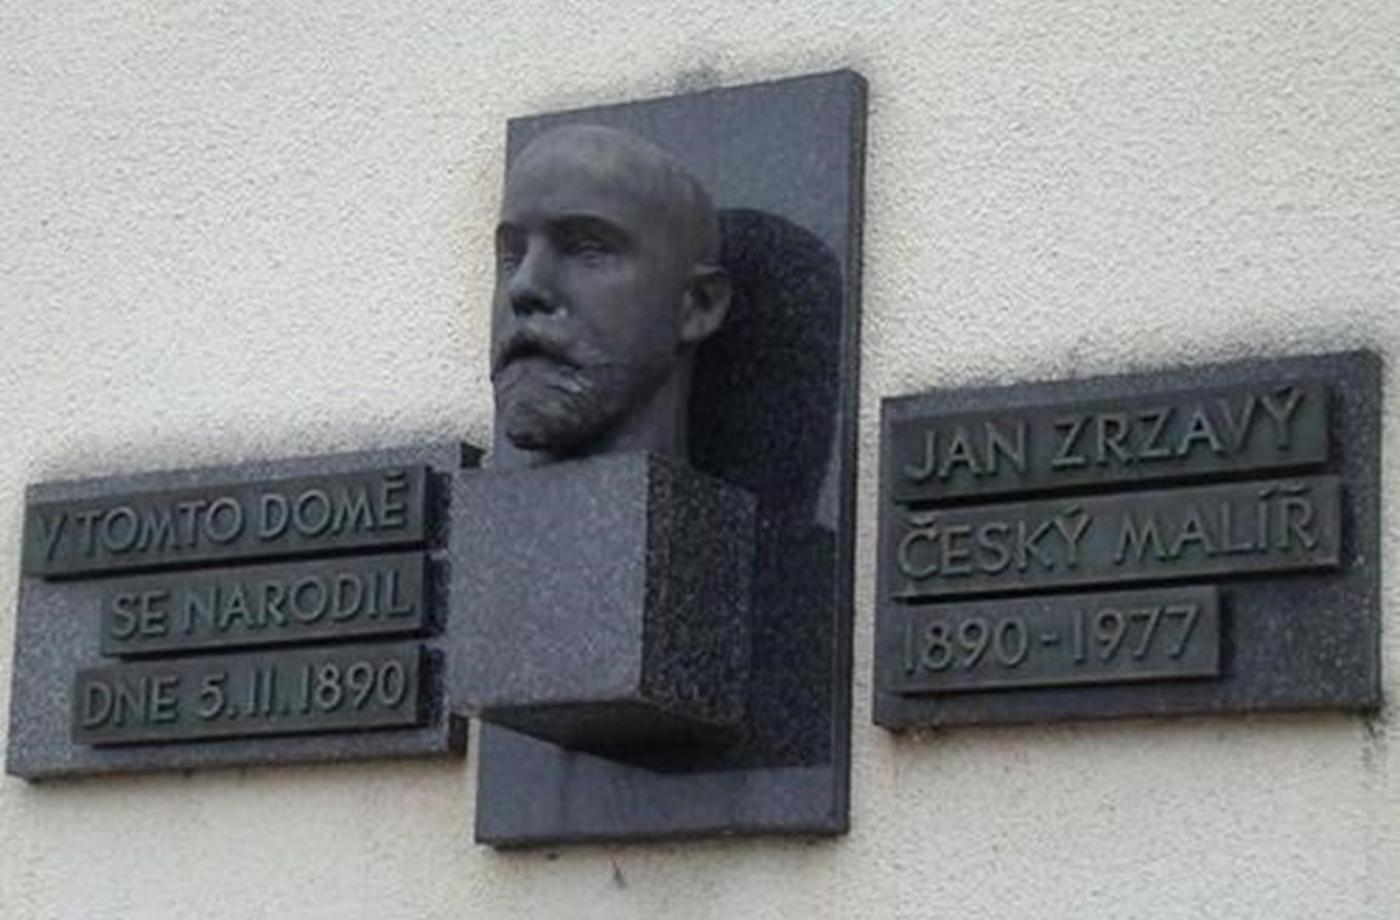 V TOMTO DOMĚ
SE NARODIL
DNE 5.II.1890
JAN ZRZAVÝ
ČESKÝ MALÍŘ
1890-1977